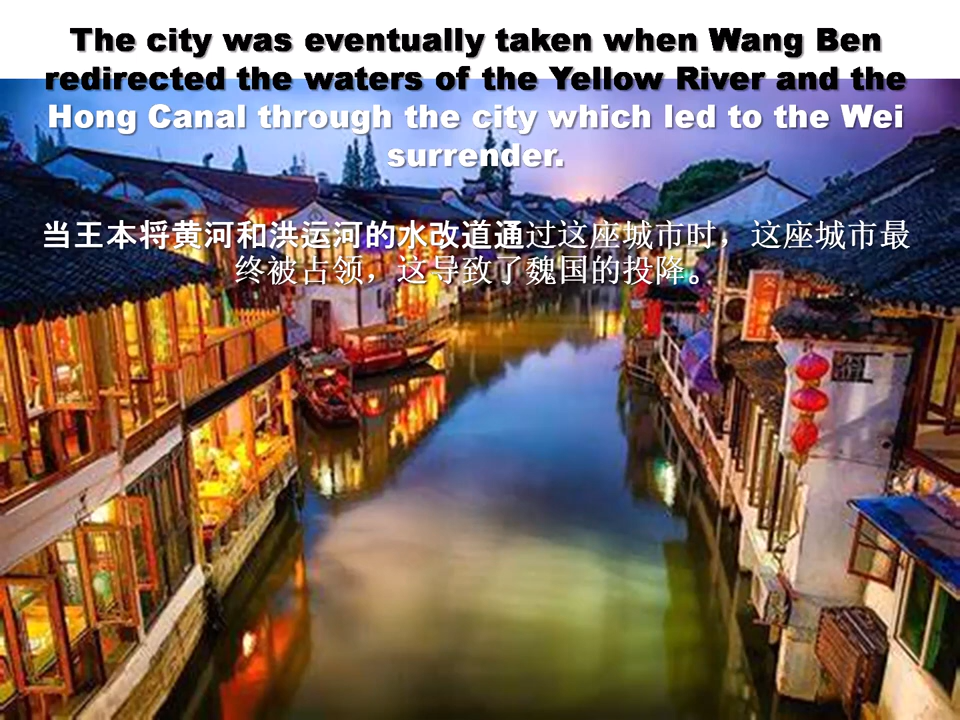 The city was eventually taken when Wang Ben
redirected the waters of the Yellow River and the
Hong Canal through the city which led to the Wei
surrender.
当王本将黄河和洪运河的水改道通过这座城市时，这座城市最
终被占领，这导致了魏国的投降。